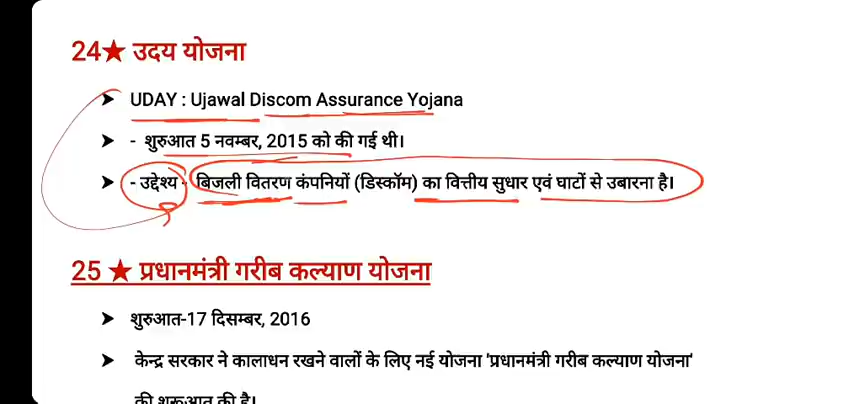 24★ उदय योजना
➤ UDAY : Ujawal Discom Assurance Yojana
➤ - शुरुआत 5 नवम्बर, 2015 को की गई थी।
➤ - उद्देश्य - बिजली वितरण कंपनियों (डिस्कॉम) का वित्तीय सुधार एवं घाटों से उबारना है।
25 ★ प्रधानमंत्री गरीब कल्याण योजना
➤ शुरुआत-17 दिसम्बर, 2016
➤ केन्द्र सरकार ने कालाधन रखने वालों के लिए नई योजना 'प्रधानमंत्री गरीब कल्याण योजना'
की शुरूआत की है।